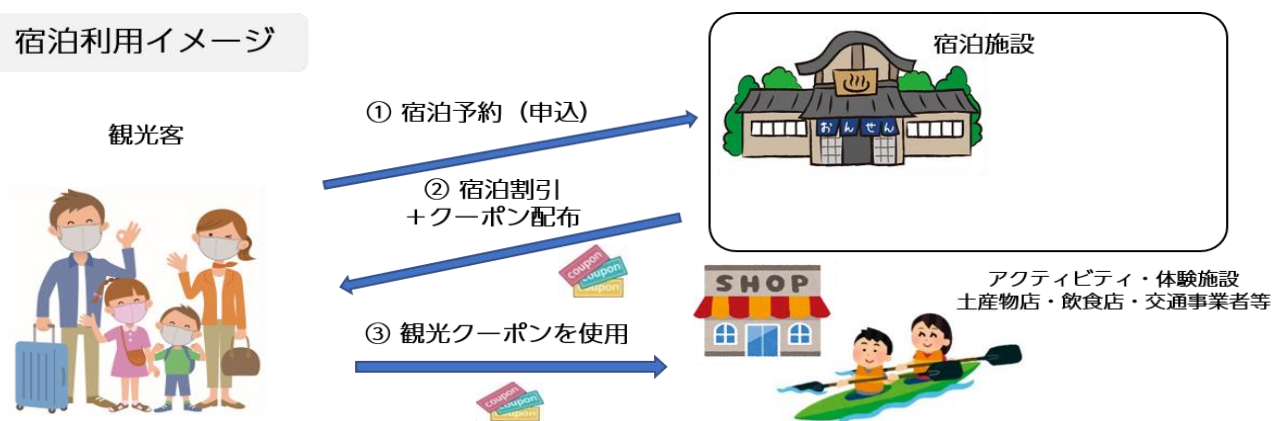 宿泊利用イメージ
観光客
① 宿泊予約（申込）
② 宿泊割引
＋クーポン配布
coupon
coupon
coupon
③ 観光クーポンを使用
coupon
coupon
coupon
宿泊施設
おんせん
SHOP
アクティビティ・体験施設
土産物店・飲食店・交通事業者等